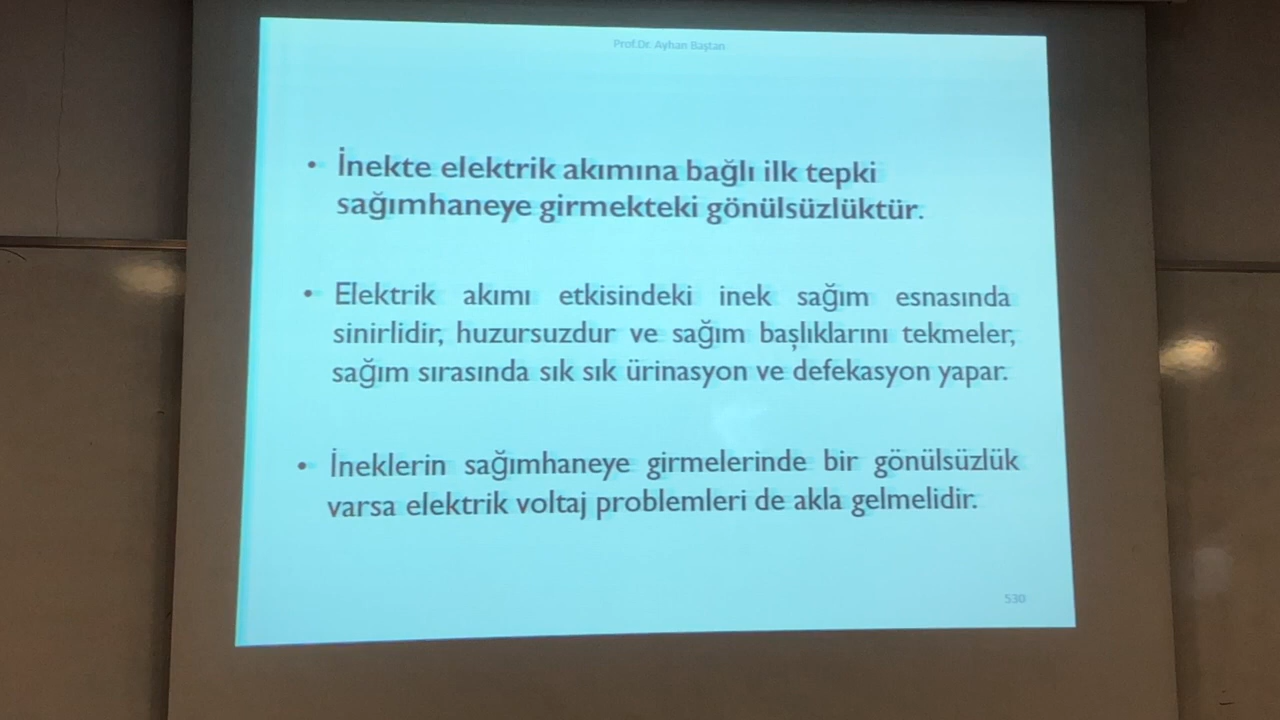 Prof.Dr. Ayhan Baştan
• İnekte elektrik akımına bağlı ilk tepki
sağımhaneye girmekteki gönülsüzlüktür.
• Elektrik akımı etkisindeki inek sağım esnasında
sinirlidir, huzursuzdur ve sağım başlıklarını tekmeler,
sağım sırasında sık sık ürinasyon ve defekasyon yapar.
• İneklerin sağımhaneye girmelerinde bir gönülsüzlük
varsa elektrik voltaj problemleri de akla gelmelidir.
530